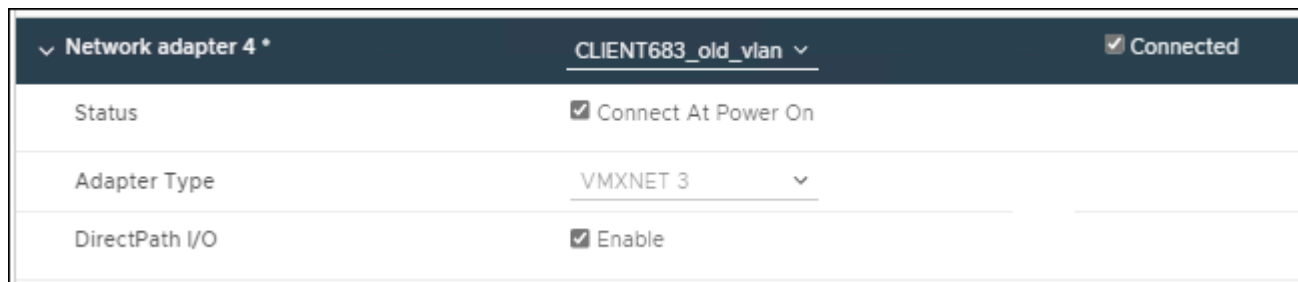 Network adapter 4 * CLIENT683_old_vlan Connected
Status Connect At Power On
Adapter Type VMXNET 3
DirectPath I/O Enable